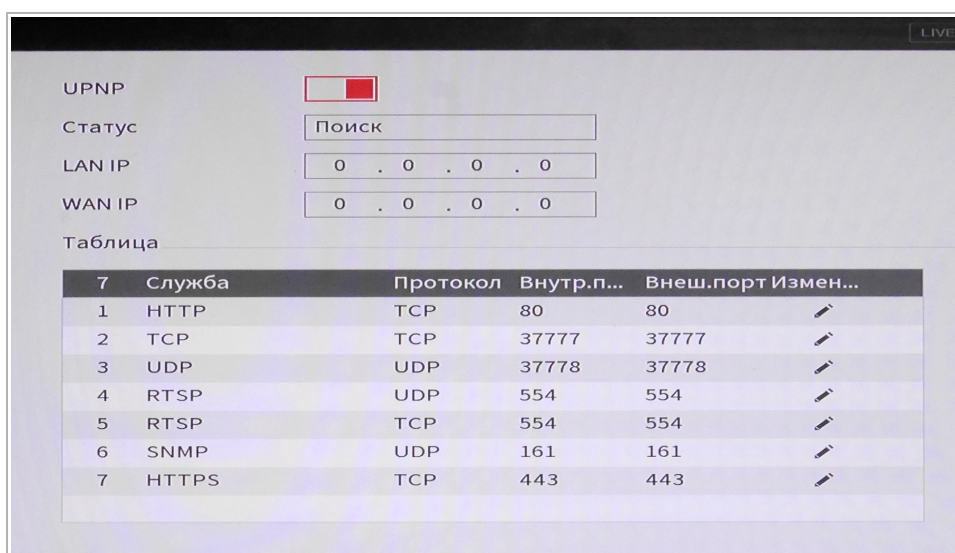 LIVE
UPNP
Статус Поиск
LAN IP 0 . 0 . 0 . 0
WAN IP 0 . 0 . 0 . 0
Таблица
7 Служба Протокол Внутр.п... Внеш.порт Измен...
1 HTTP TCP 80 80
2 TCP TCP 37777 37777
3 UDP UDP 37778 37778
4 RTSP UDP 554 554
5 RTSP TCP 554 554
6 SNMP UDP 161 161
7 HTTPS TCP 443 443